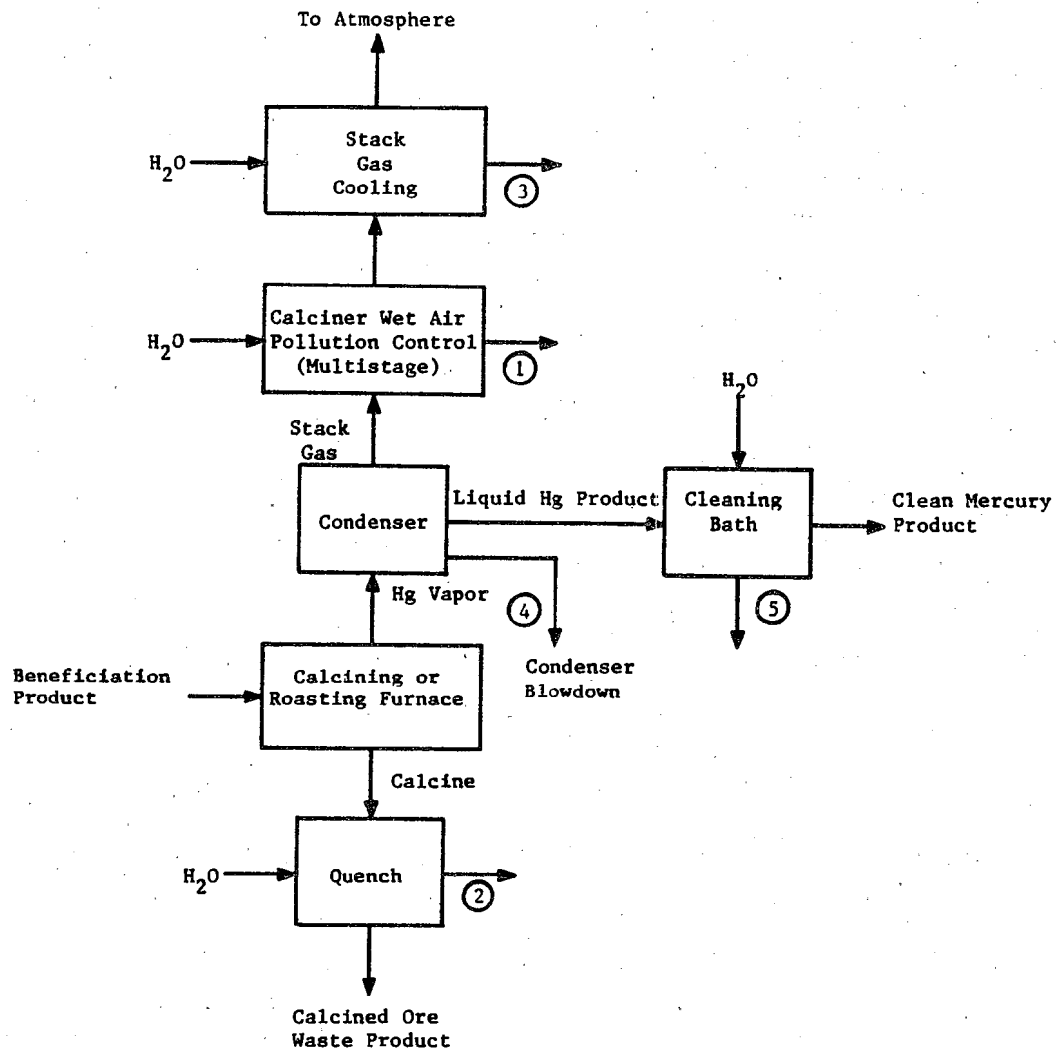 To Atmosphere
Stack
Gas
Cooling
H2O
3
Calciner Wet Air
Pollution Control
(Multistage)
H2O
1
H2O
Stack
Gas
Condenser
Liquid Hg Product
Cleaning
Bath
Clean Mercury
Product
Hg Vapor
4
5
Condenser
Blowdown
Beneficiation
Product
Calcining or
Roasting Furnace
Calcine
H2O
Quench
2
Calcined Ore
Waste Product